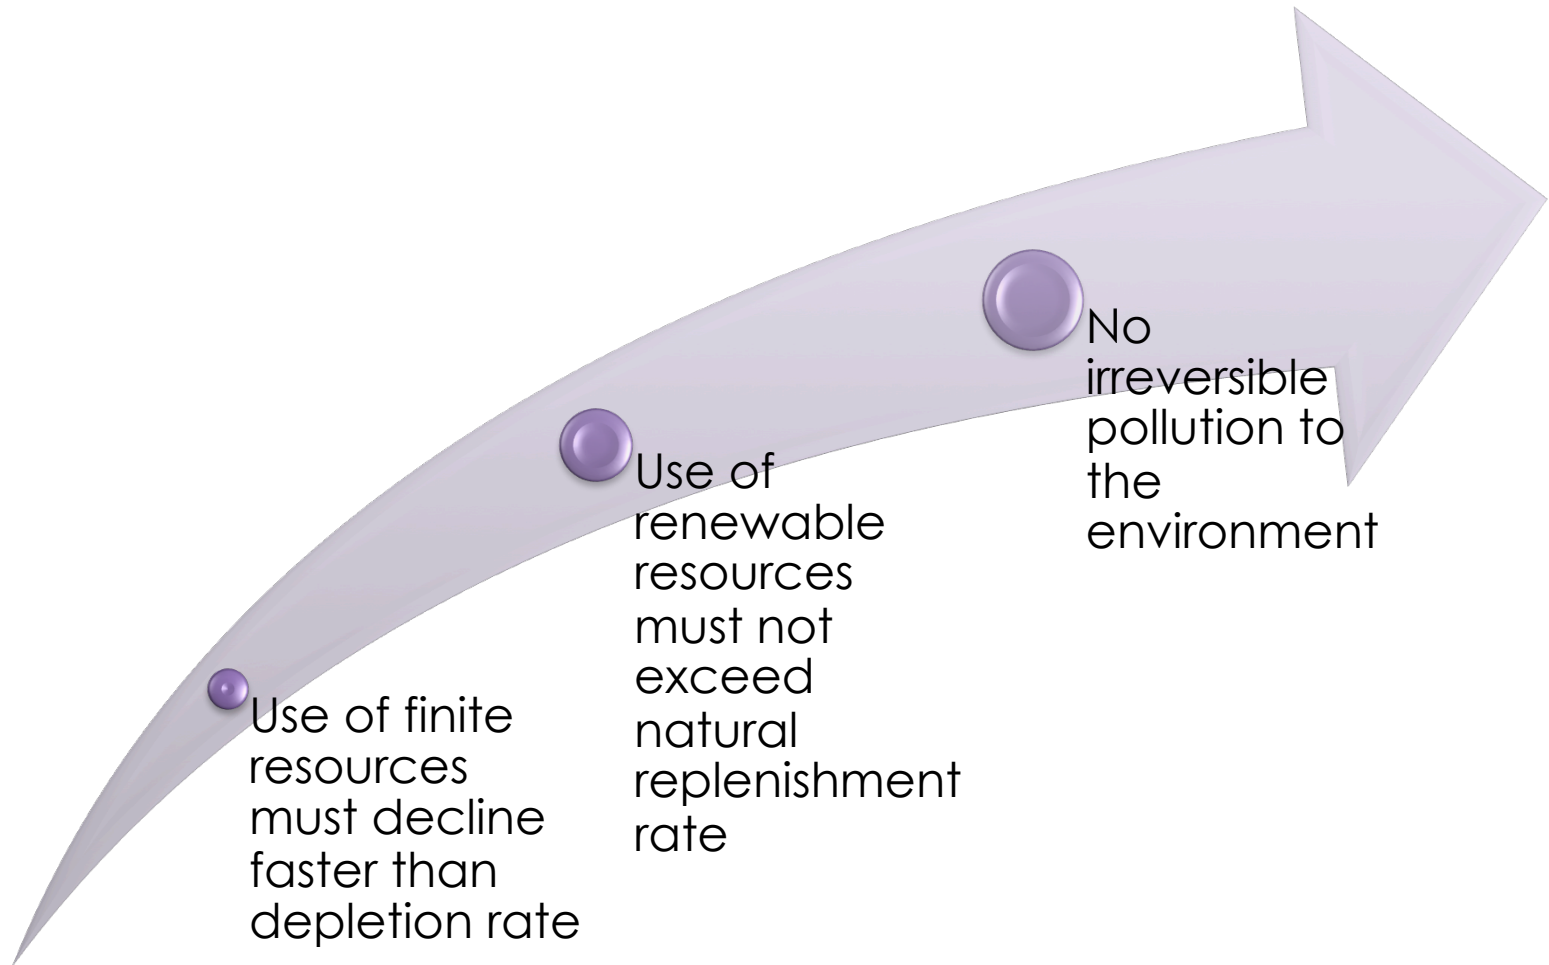 Use of finite
resources
must decline
faster than
depletion rate
Use of
renewable
resources
must not
exceed
natural
replenishment
rate
No
irreversible
pollution to
the
environment